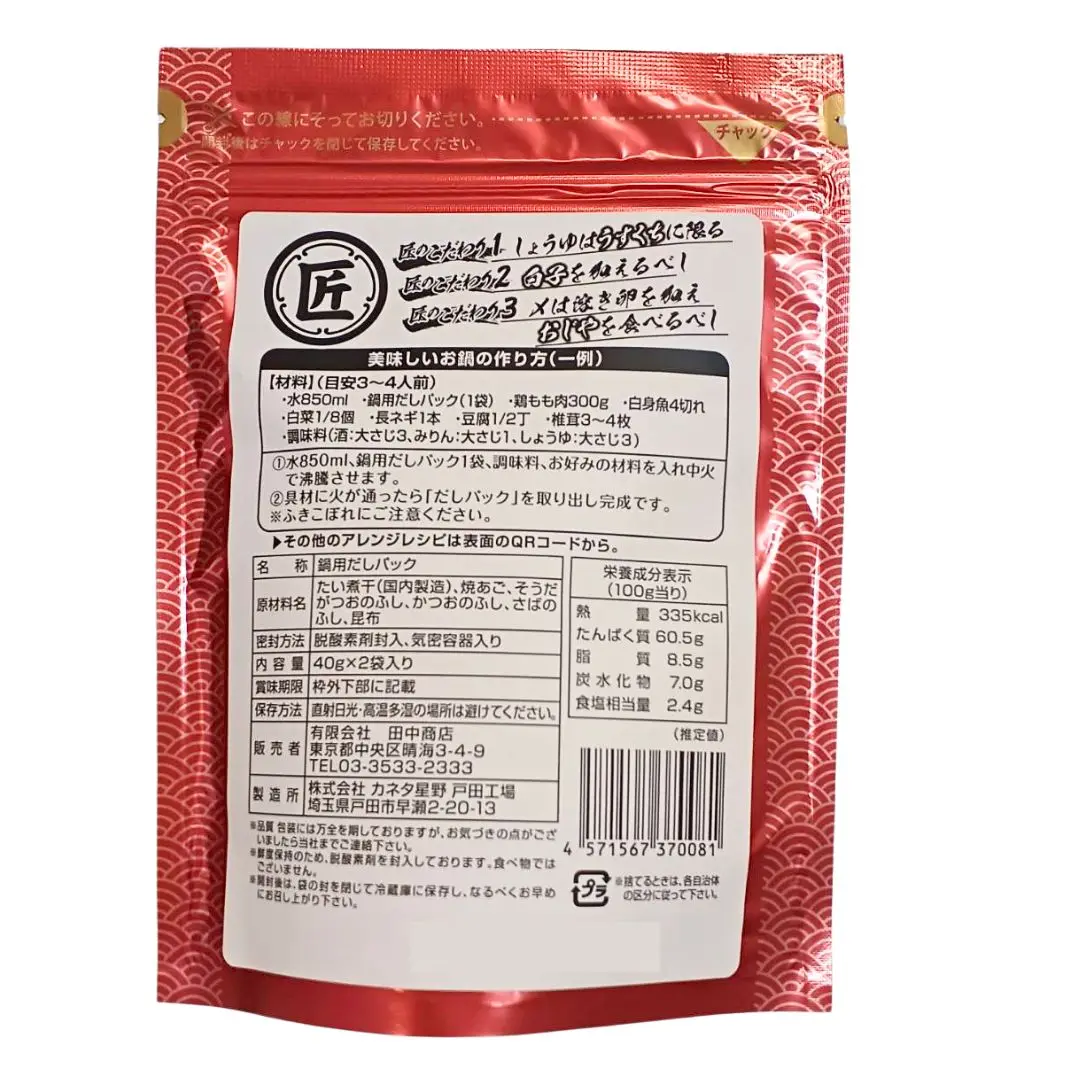 この線にそってお切りください。
開封後はチャックを閉じて保存してください。
チャック
匠
匠のこだわり1 しょうゆはうすくちに限る
匠のこだわり2 白子を加えるべし
匠のこだわり3 〆は溶き卵を加え
おじやを食べるべし
美味しいお鍋の作り方(一例)
【材料】(目安3〜4人前)
・水850ml ・鍋用だしパック(1袋) ・鶏もも肉300g ・白身魚4切れ
・白菜1/8個 ・長ネギ1本 ・豆腐1/2丁 ・椎茸3〜4枚
・調味料(酒:大さじ3、みりん:大さじ1、しょうゆ:大さじ3)
①水850ml、鍋用だしパック1袋、調味料、お好みの材料を入れ中火
で沸騰させます。
②具材に火が通ったら「だしパック」を取り出し完成です。
※ふきこぼれにご注意ください。
▶その他のアレンジレシピは表面のQRコードから。
名称 鍋用だしパック
原材料名 たい煮干(国内製造)、焼あご、そうだ
がつおのふし、かつおのふし、さばの
ふし、昆布
密封方法 脱酸素剤封入、気密容器入り
内容量 40g×2袋入り
賞味期限 枠外下部に記載
保存方法 直射日光・高温多湿の場所は避けてください。
販売者 有限会社 田中商店
東京都中央区晴海3-4-9
TEL03-3533-2333
製造所 株式会社 カネタ星野 戸田工場
埼玉県戸田市早瀬2-20-13
※品質 包装には万全を期しておりますが、お気づきの点がござ
いましたら当社までご連絡下さい。
※鮮度保持のため、脱酸素剤を封入しております。食べ物では
ございません。
※開封後は、袋の封を閉じて冷蔵庫に保存し、なるべくお早め
にお召し上がり下さい。
栄養成分表示
(100g当り)
熱量 335kcal
たんぱく質 60.5g
脂質 8.5g
炭水化物 7.0g
食塩相当量 2.4g
(推定値)
4 571567 370081
プラ
※捨てるときは、各自治体
の区分に従って下さい。